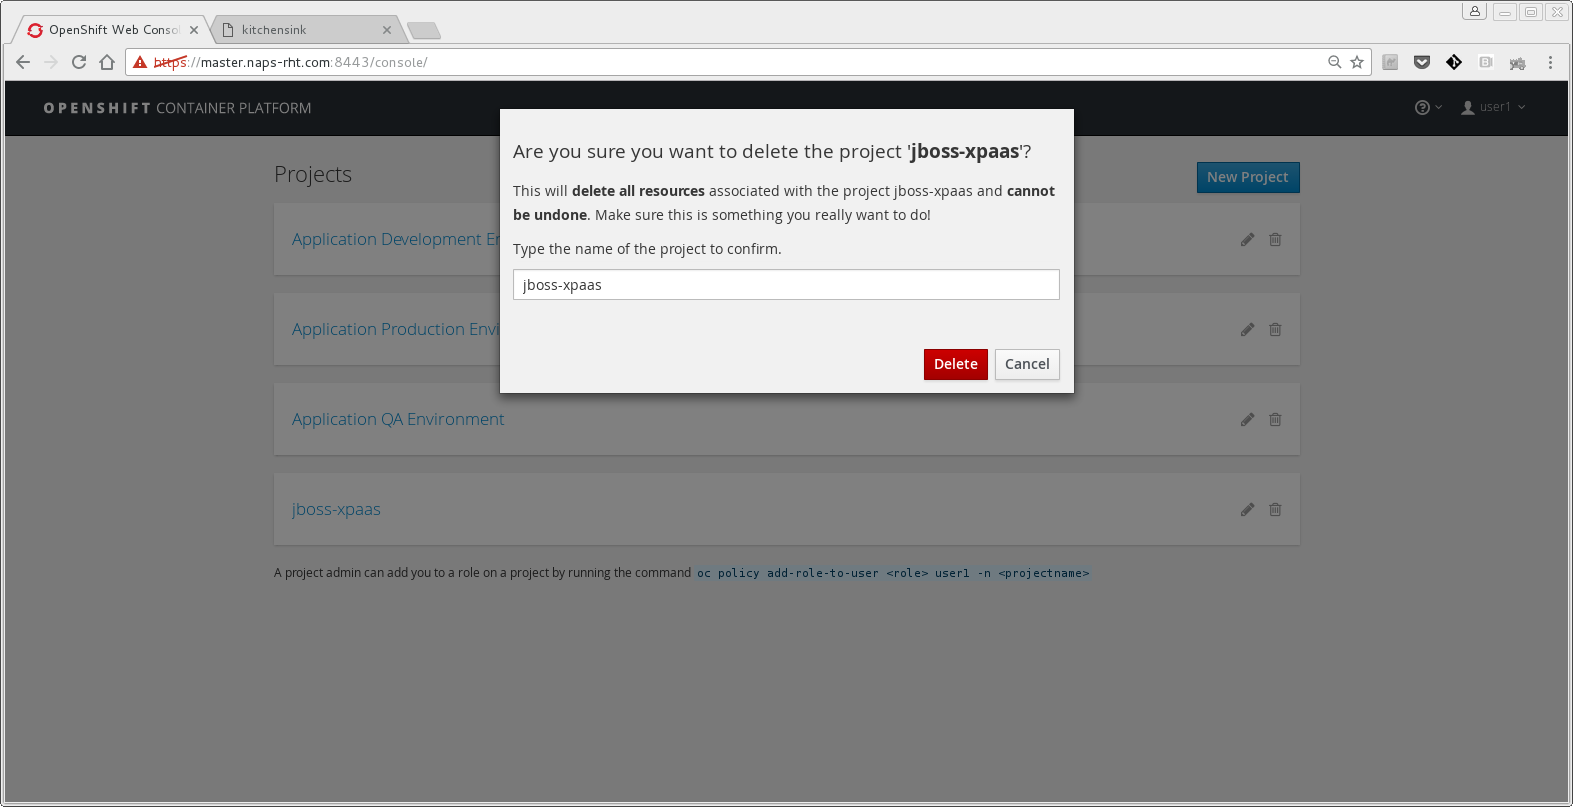 OpenShift Web Conso
kitchensink
https://master.naps-rht.com:8443/console/
OPENSHIFT CONTAINER PLATFORM
user1
Are you sure you want to delete the project 'jboss-xpaas'?
This will delete all resources associated with the project jboss-xpaas and cannot
be undone. Make sure this is something you really want to do!
Type the name of the project to confirm.
jboss-xpaas
Delete Cancel
Projects
New Project
Application Development En
Application Production Envi
Application QA Environment
jboss-xpaas
A project admin can add you to a role on a project by running the command oc policy add-role-to-user <role> user1 -n <projectname>